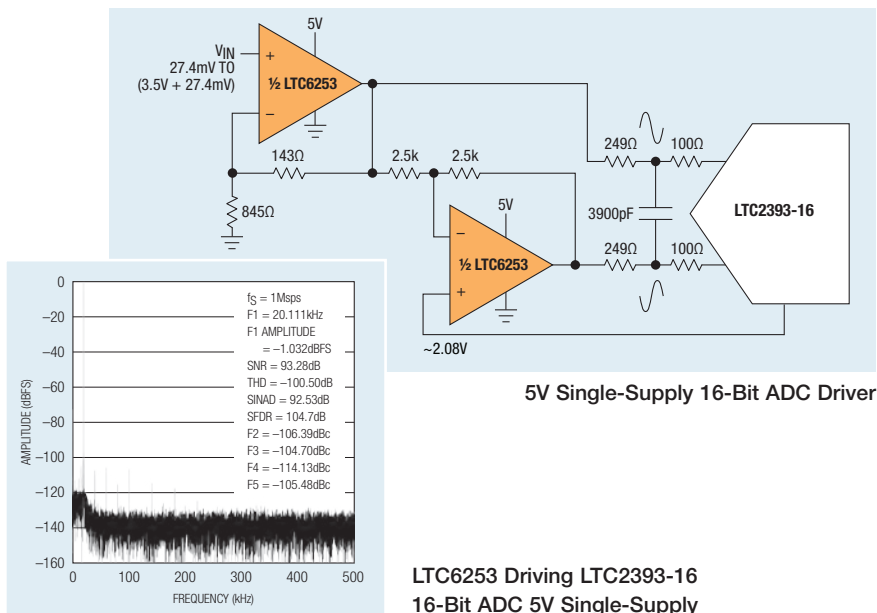 5V
VIN
27.4mV TO
(3.5V + 27.4mV)
+
½ LTC6253
–
143Ω
2.5k
2.5k
845Ω
249Ω
100Ω
3900pF
LTC2393-16
5V
–
½ LTC6253
+
249Ω
100Ω
~2.08V
5V Single-Supply 16-Bit ADC Driver
0
–20
–40
–60
–80
–100
–120
–140
–160
AMPLITUDE (dBFS)
fS = 1Msps
F1 = 20.111kHz
F1 AMPLITUDE
= –1.032dBFS
SNR = 93.28dB
THD = –100.50dB
SINAD = 92.53dB
SFDR = 104.7dB
F2 = –106.39dBc
F3 = –104.70dBc
F4 = –114.13dBc
F5 = –105.48dBc
0
100
200
300
400
500
FREQUENCY (kHz)
LTC6253 Driving LTC2393-16
16-Bit ADC 5V Single-Supply